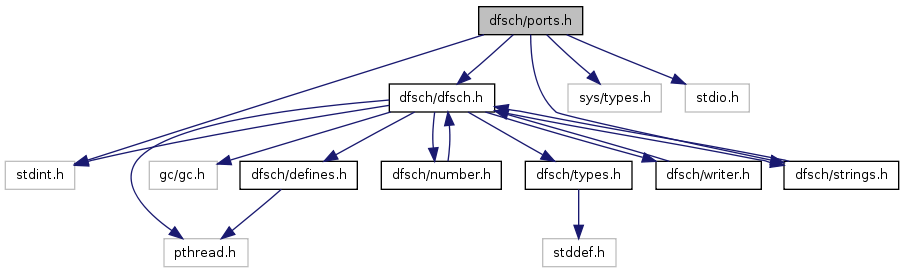 dfsch/ports.h
dfsch/dfsch.h
sys/types.h
stdio.h
stdint.h
gc/gc.h
dfsch/defines.h
dfsch/number.h
dfsch/types.h
dfsch/writer.h
dfsch/strings.h
pthread.h
stddef.h